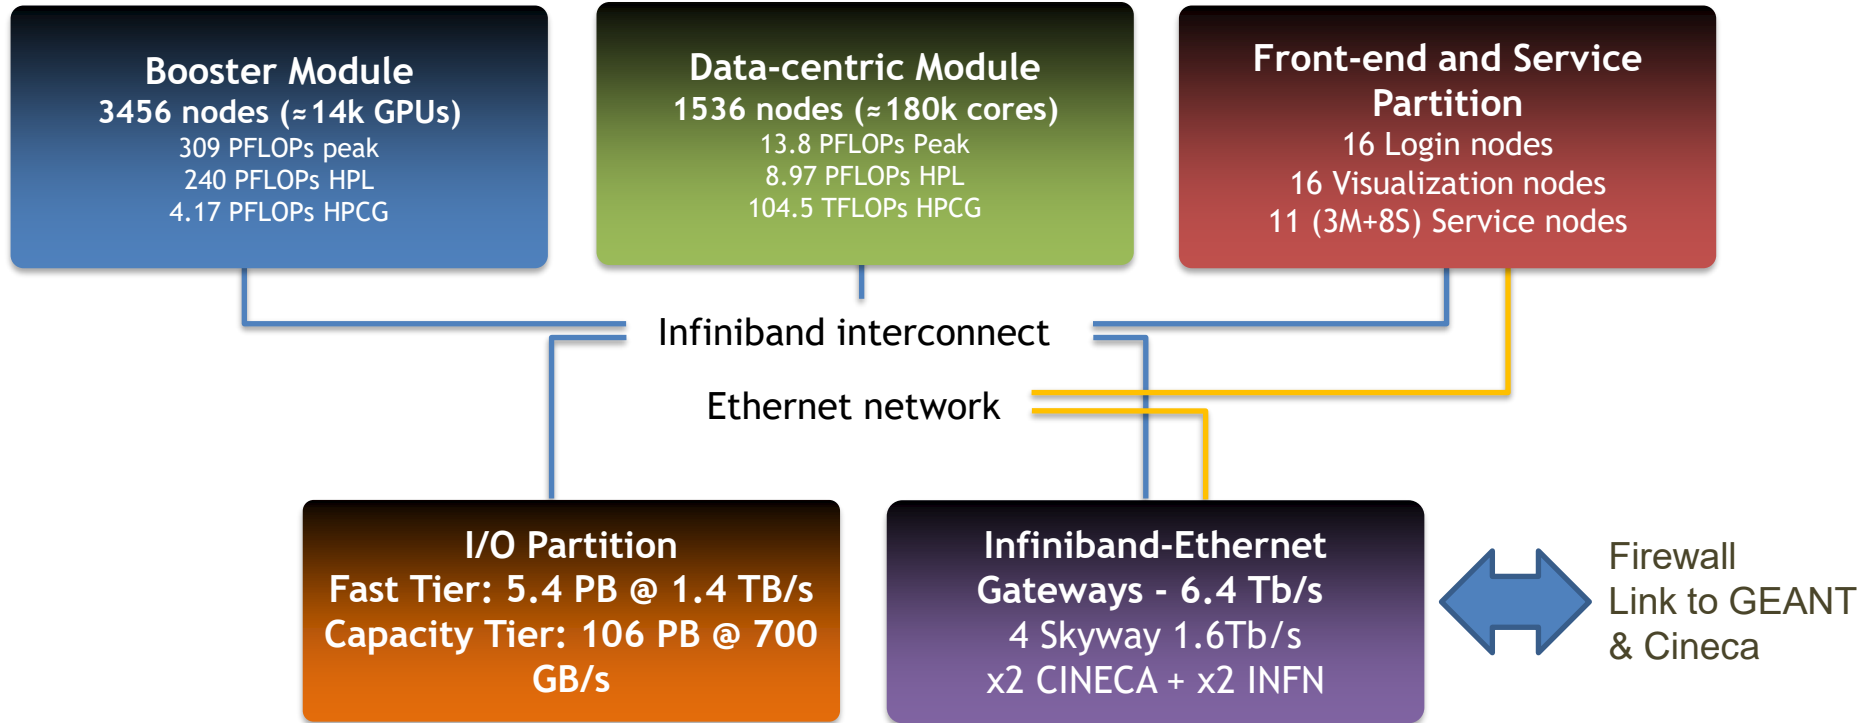 Booster Module
3456 nodes (≈14k GPUs)
309 PFLOPs peak
240 PFLOPs HPL
4.17 PFLOPs HPCG
Data-centric Module
1536 nodes (≈180k cores)
13.8 PFLOPs Peak
8.97 PFLOPs HPL
104.5 TFLOPs HPCG
Front-end and Service
Partition
16 Login nodes
16 Visualization nodes
11 (3M+8S) Service nodes
Infiniband interconnect
Ethernet network
I/O Partition
Fast Tier: 5.4 PB @ 1.4 TB/s
Capacity Tier: 106 PB @ 700
GB/s
Infiniband-Ethernet
Gateways - 6.4 Tb/s
4 Skyway 1.6Tb/s
x2 CINECA + x2 INFN
Firewall
Link to GEANT
& Cineca